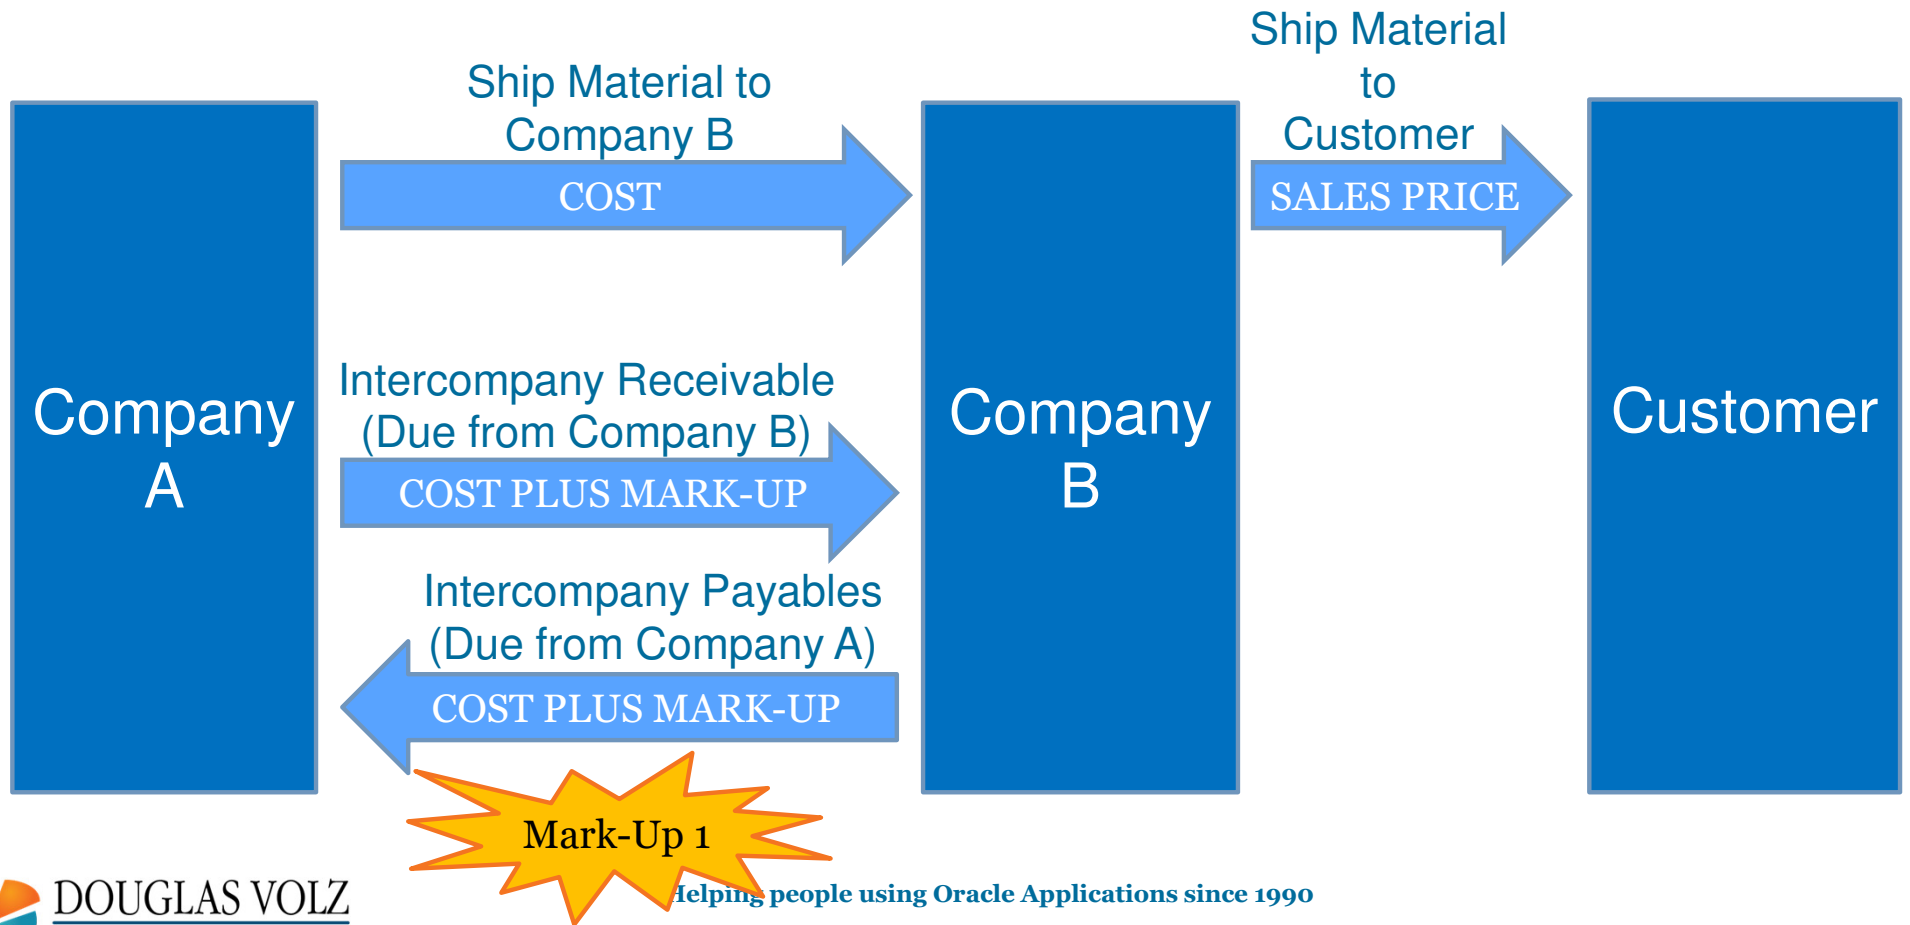 Ship Material to
Company B
COST
Ship Material
to
Customer
SALES PRICE
Company
A
Intercompany Receivable
(Due from Company B)
COST PLUS MARK-UP
Intercompany Payables
(Due from Company A)
COST PLUS MARK-UP
Company
B
Customer
Mark-Up 1
DOUGLAS VOLZ
Helping people using Oracle Applications since 1990